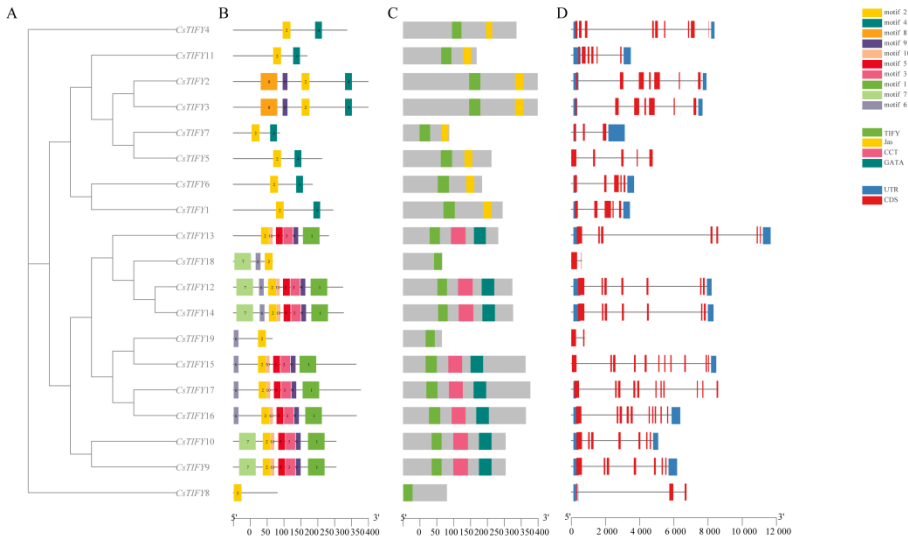 A
B
C
D
CsTIFY4
CsTIFY11
CsTIFY2
CsTIFY3
CsTIFY7
CsTIFY5
CsTIFY6
CsTIFY1
CsTIFY13
CsTIFY18
CsTIFY12
CsTIFY14
CsTIFY19
CsTIFY15
CsTIFY17
CsTIFY16
CsTIFY10
CsTIFY9
CsTIFY8
motif 2
motif 4
motif 8
motif 9
motif 10
motif 5
motif 3
motif 1
motif 7
motif 6
TIFY
Jas
CCT
GATA
UTR
CDS
5' 3' 5' 3' 5' 3'
0 50 100 150 200 250 300 350 400
0 50 100 150 200 250 300 350 400
0 2 000 4 000 6 000 8 000 10 000 12 000